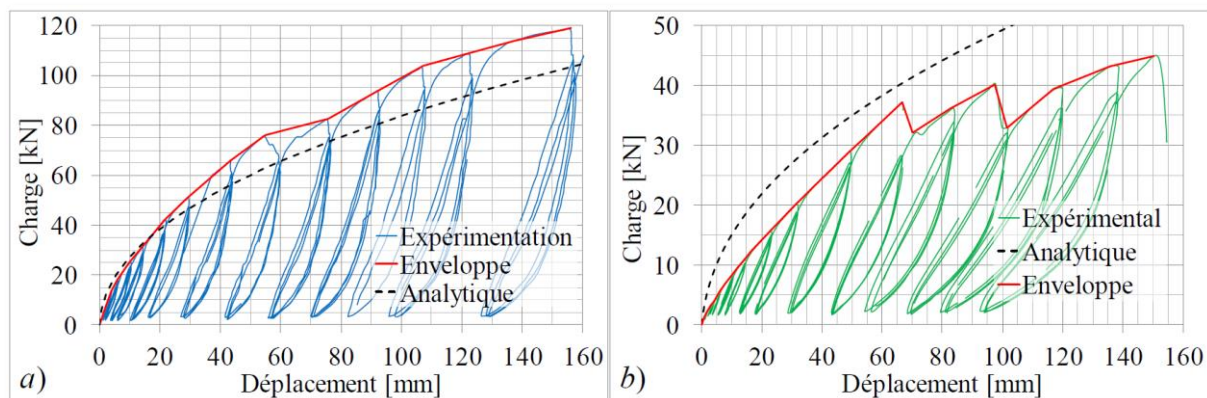 120
100
80
60
40
20
0
Charge [kN]
Expérimentation
Enveloppe
Analytique
0 20 40 60 80 100 120 140 160
Déplacement [mm]
a)
50
40
30
20
10
0
Charge [kN]
Expérimental
Analytique
Enveloppe
0 20 40 60 80 100 120 140 160
Déplacement [mm]
b)